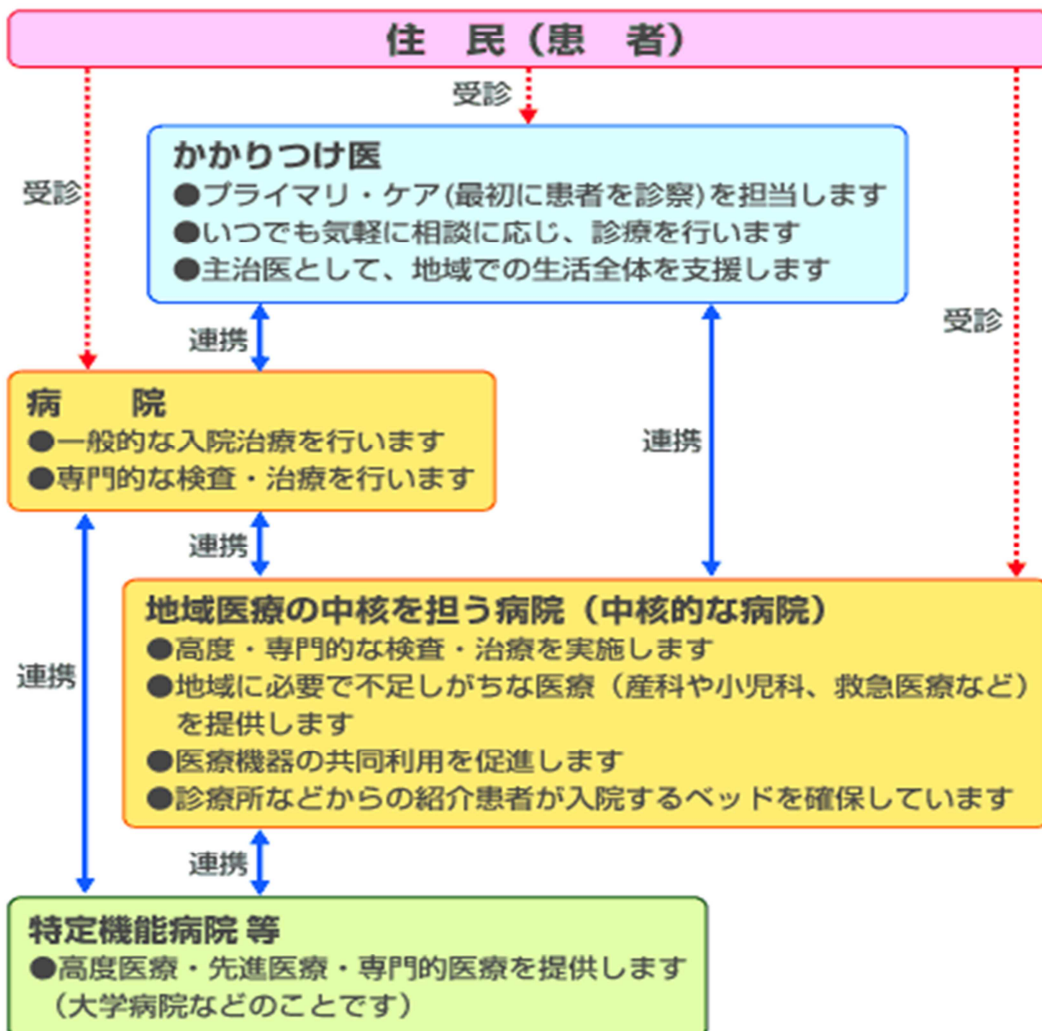 住　民（患　者）
受診
受診
かかりつけ医
●プライマリ・ケア(最初に患者を診察)を担当します
●いつでも気軽に相談に応じ、診療を行います
●主治医として、地域での生活全体を支援します
受診
連携
病　　院
●一般的な入院治療を行います
●専門的な検査・治療を行います
連携
連携
地域医療の中核を担う病院（中核的な病院）
●高度・専門的な検査・治療を実施します
●地域に必要で不足しがちな医療（産科や小児科、救急医療など）
を提供します
●医療機器の共同利用を促進します
●診療所などからの紹介患者が入院するベッドを確保しています
連携
連携
特定機能病院 等
●高度医療・先進医療・専門的医療を提供します
（大学病院などのことです）